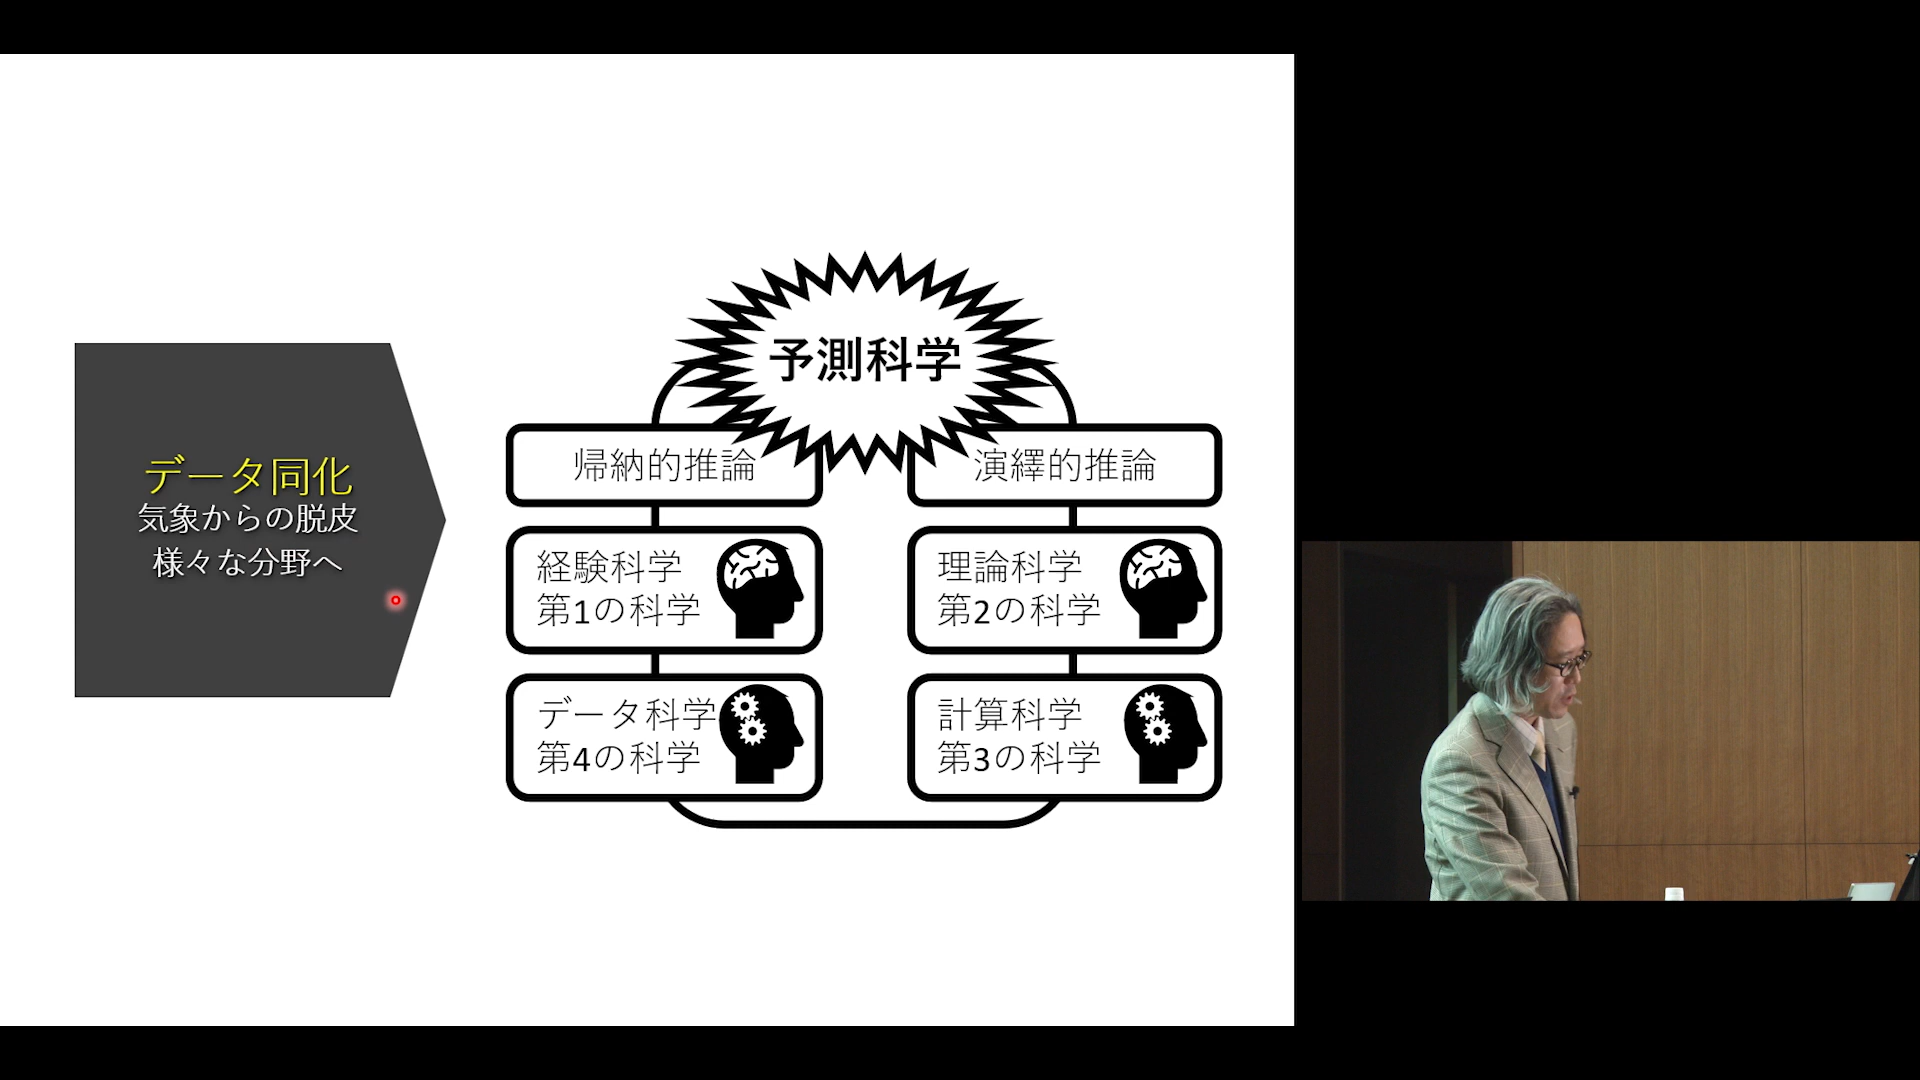 データ同化
気象からの脱皮
様々な分野へ
予測科学
帰納的推論
演繹的推論
経験科学
第1の科学
理論科学
第2の科学
データ科学
第4の科学
計算科学
第3の科学